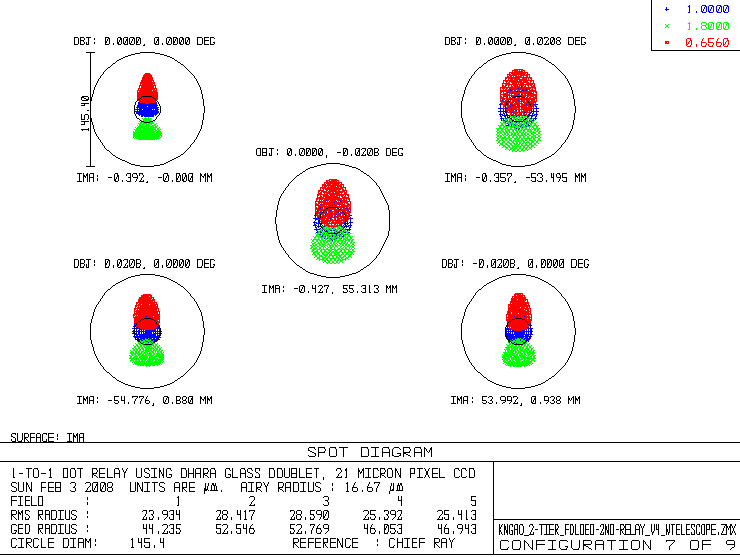 + 1.0000
× 1.8000
¤ 0.6560
OBJ: 0.0000, 0.0000 DEG
OBJ: 0.0000, 0.0208 DEG
145.40
IMA: -0.392, -0.000 MM
IMA: -0.357, -53.495 MM
OBJ: 0.0000, -0.0208 DEG
IMA: -0.427, 55.313 MM
OBJ: 0.0208, 0.0000 DEG
OBJ: -0.0208, 0.0000 DEG
IMA: -54.776, 0.880 MM
IMA: 53.992, 0.938 MM
SURFACE: IMA
SPOT DIAGRAM
1-TO-1 OOT RELAY USING OHARA GLASS DOUBLET, 21 MICRON PIXEL CCD
SUN FEB 3 2008 UNITS ARE µm. AIRY RADIUS : 16.67 µm
FIELD : 1 2 3 4 5
RMS RADIUS : 23.934 28.417 28.590 25.392 25.413
GEO RADIUS : 44.235 52.546 52.769 46.053 46.943
CIRCLE DIAM: 145.4 REFERENCE : CHIEF RAY
KNGAO_2-TIER_FOLDED-2ND-RELAY_V4_WTELESCOPE.ZMX
CONFIGURATION 7 OF 9